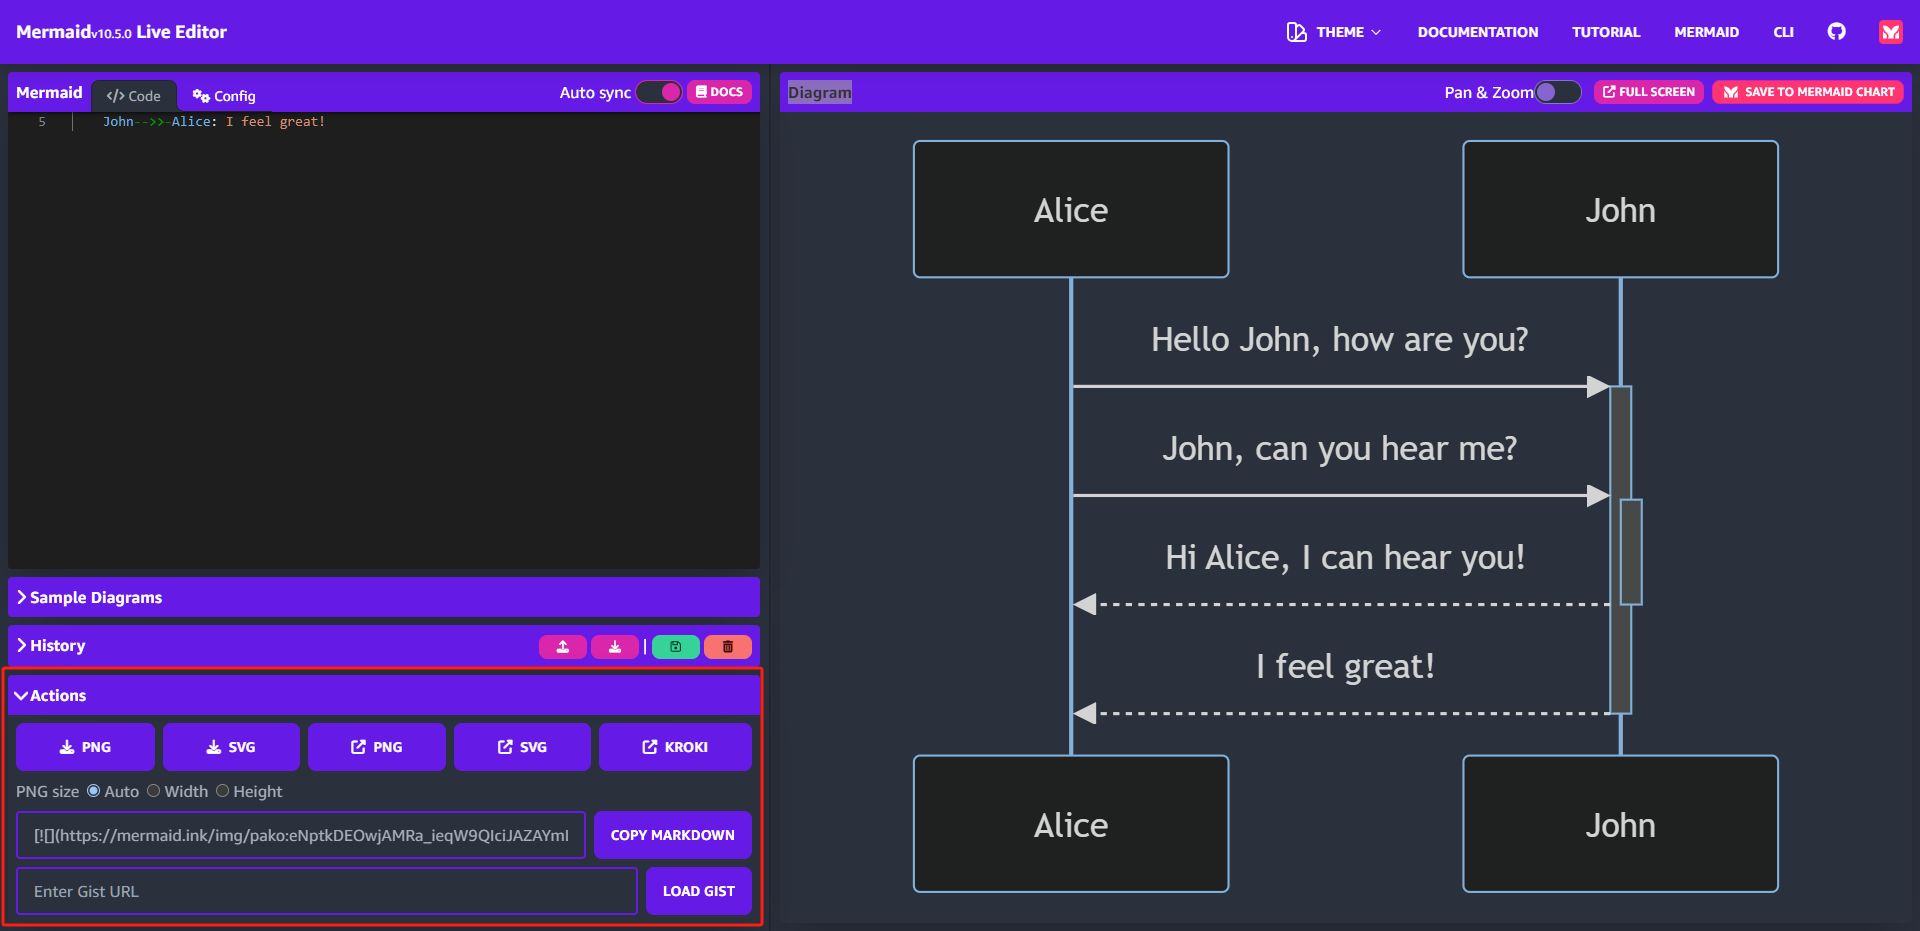 Mermaidv10.5.0 Live Editor
THEME
DOCUMENTATION
TUTORIAL
MERMAID
CLI
Mermaid
</> Code
Config
Auto sync
DOCS
5
John-->>-Alice: I feel great!
Sample Diagrams
History
Actions
PNG
SVG
PNG
SVG
KROKI
PNG size
Auto
Width
Height
[![](https://mermaid.ink/img/pako:eNptkDEOwjAMRa_ieqW9QIciJAZAYml
COPY MARKDOWN
Enter Gist URL
LOAD GIST
Diagram
Pan & Zoom
FULL SCREEN
SAVE TO MERMAID CHART
Alice
John
Hello John, how are you?
John, can you hear me?
Hi Alice, I can hear you!
I feel great!
Alice
John